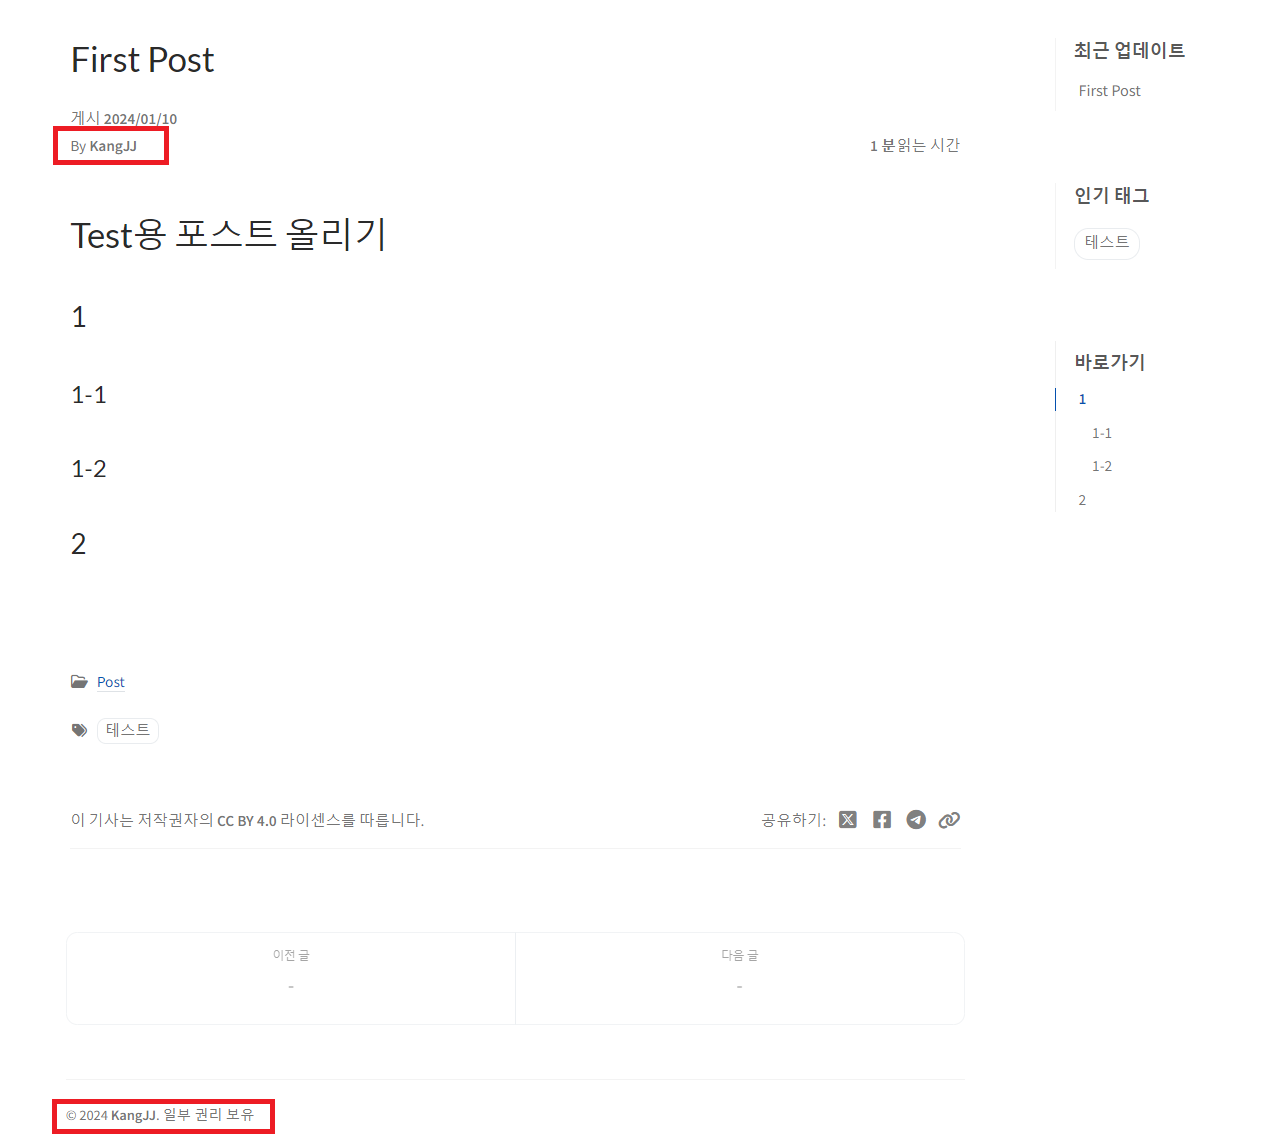 First Post
게시 2024/01/10
By KangJJ
1 분 읽는 시간
Test용 포스트 올리기
1
1-1
1-2
2
Post
테스트
이 기사는 저작권자의 CC BY 4.0 라이센스를 따릅니다.
공유하기:
이전 글
-
다음 글
-
© 2024 KangJJ. 일부 권리 보유
최근 업데이트
First Post
인기 태그
테스트
바로가기
1
1-1
1-2
2